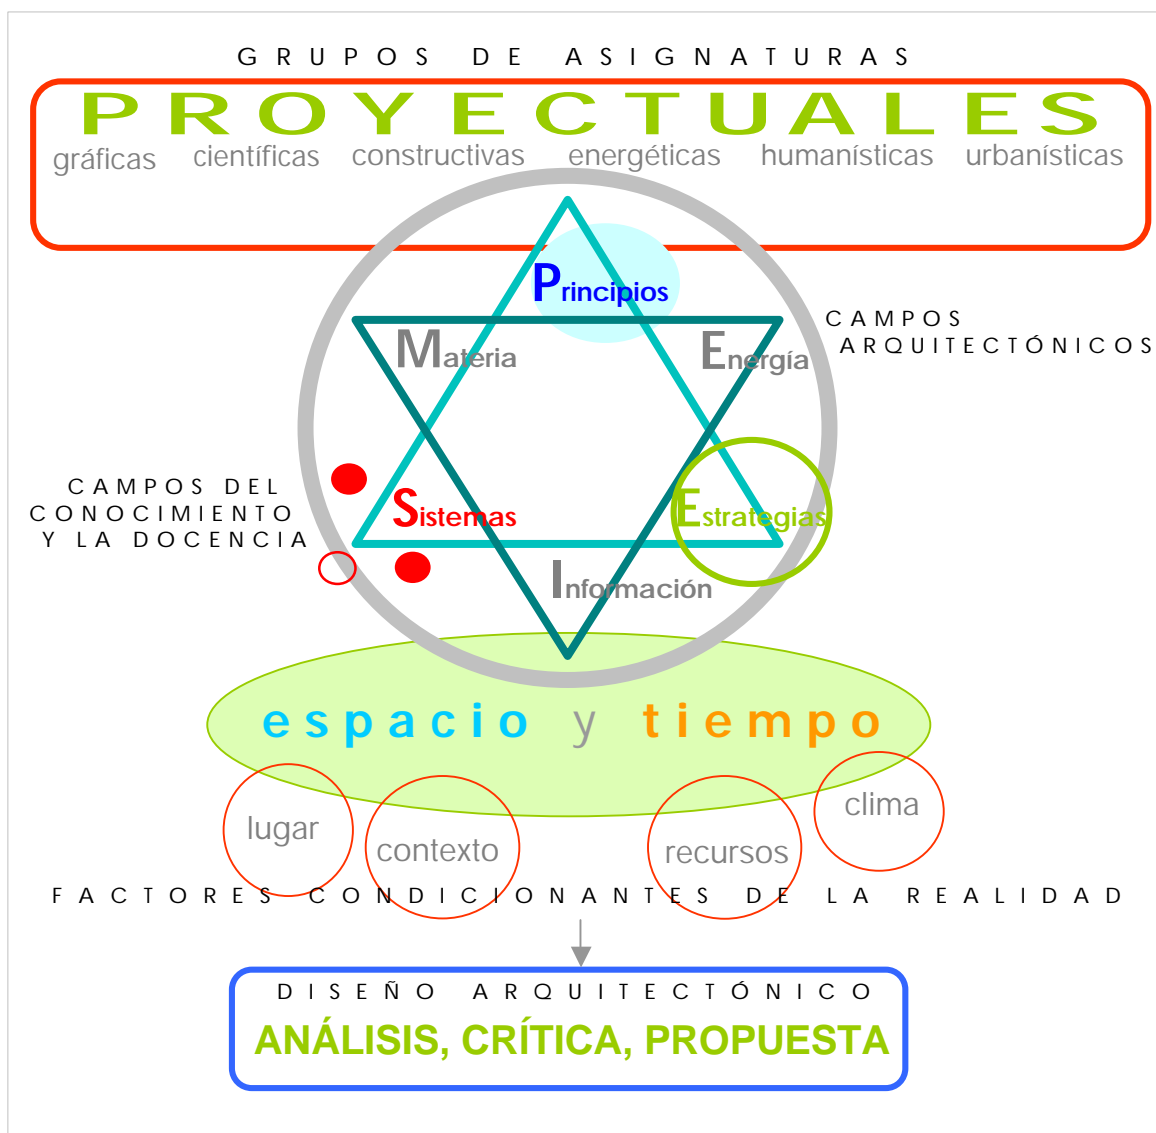 GRUPOS DE ASIGNATURAS
PROYECTUALES
gráficas científicas constructivas energéticas humanísticas urbanísticas
Principios
CAMPOS
ARQUITECTÓNICOS
Materia Energía
CAMPOS DEL
CONOCIMIENTO
Y LA DOCENCIA
Sistemas Estrategias
Información
espacio y tiempo
lugar contexto recursos clima
FACTORES CONDICIONANTES DE LA REALIDAD
DISEÑO ARQUITECTÓNICO
ANÁLISIS, CRÍTICA, PROPUESTA